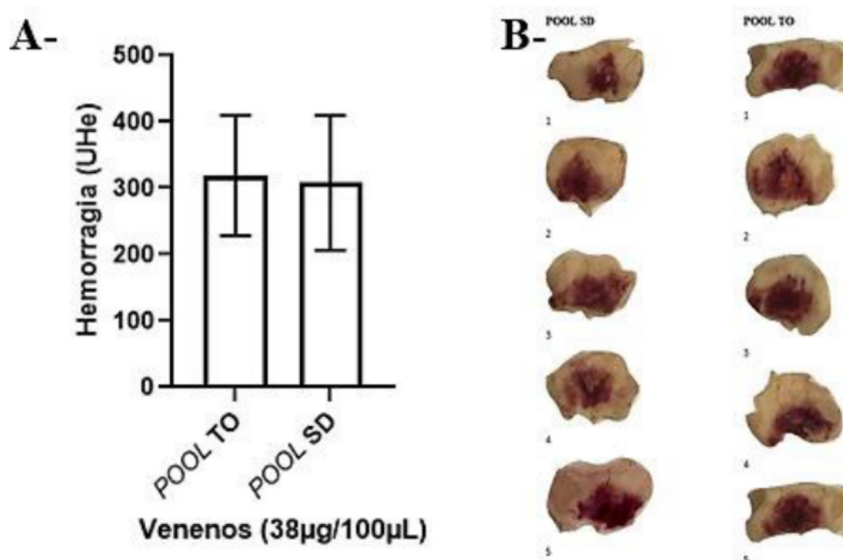 A-
500
400
300
200
100
0
Hemorragia (UHe)
POOL TO
POOL SD
Venenos (38µg/100µL)
B-
POOL SD
POOL TO
1
1
2
2
3
3
4
4
5
5